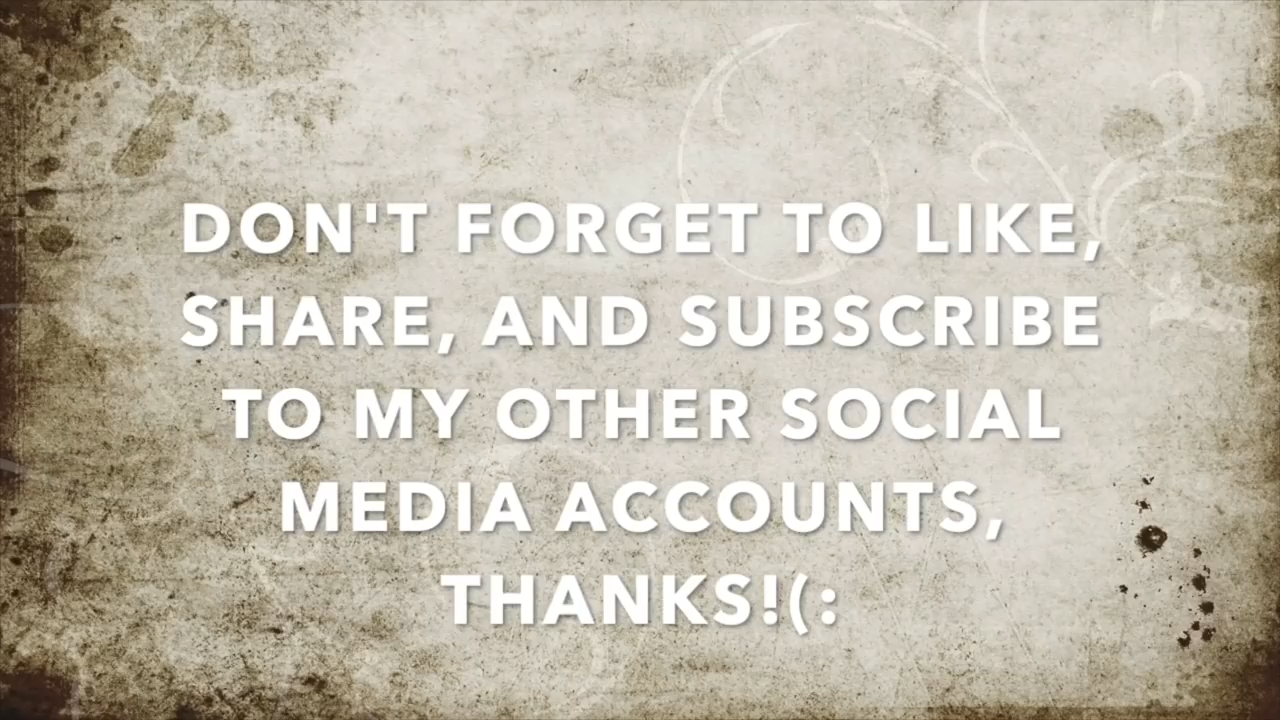 DON'T FORGET TO LIKE,
SHARE, AND SUBSCRIBE
TO MY OTHER SOCIAL
MEDIA ACCOUNTS,
THANKS!(: